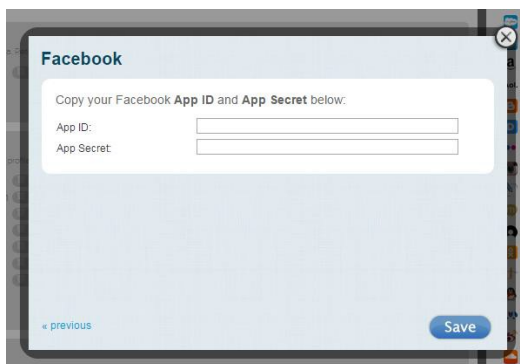 Facebook
Copy your Facebook App ID and App Secret below:
App ID:
App Secret:
« previous
Save